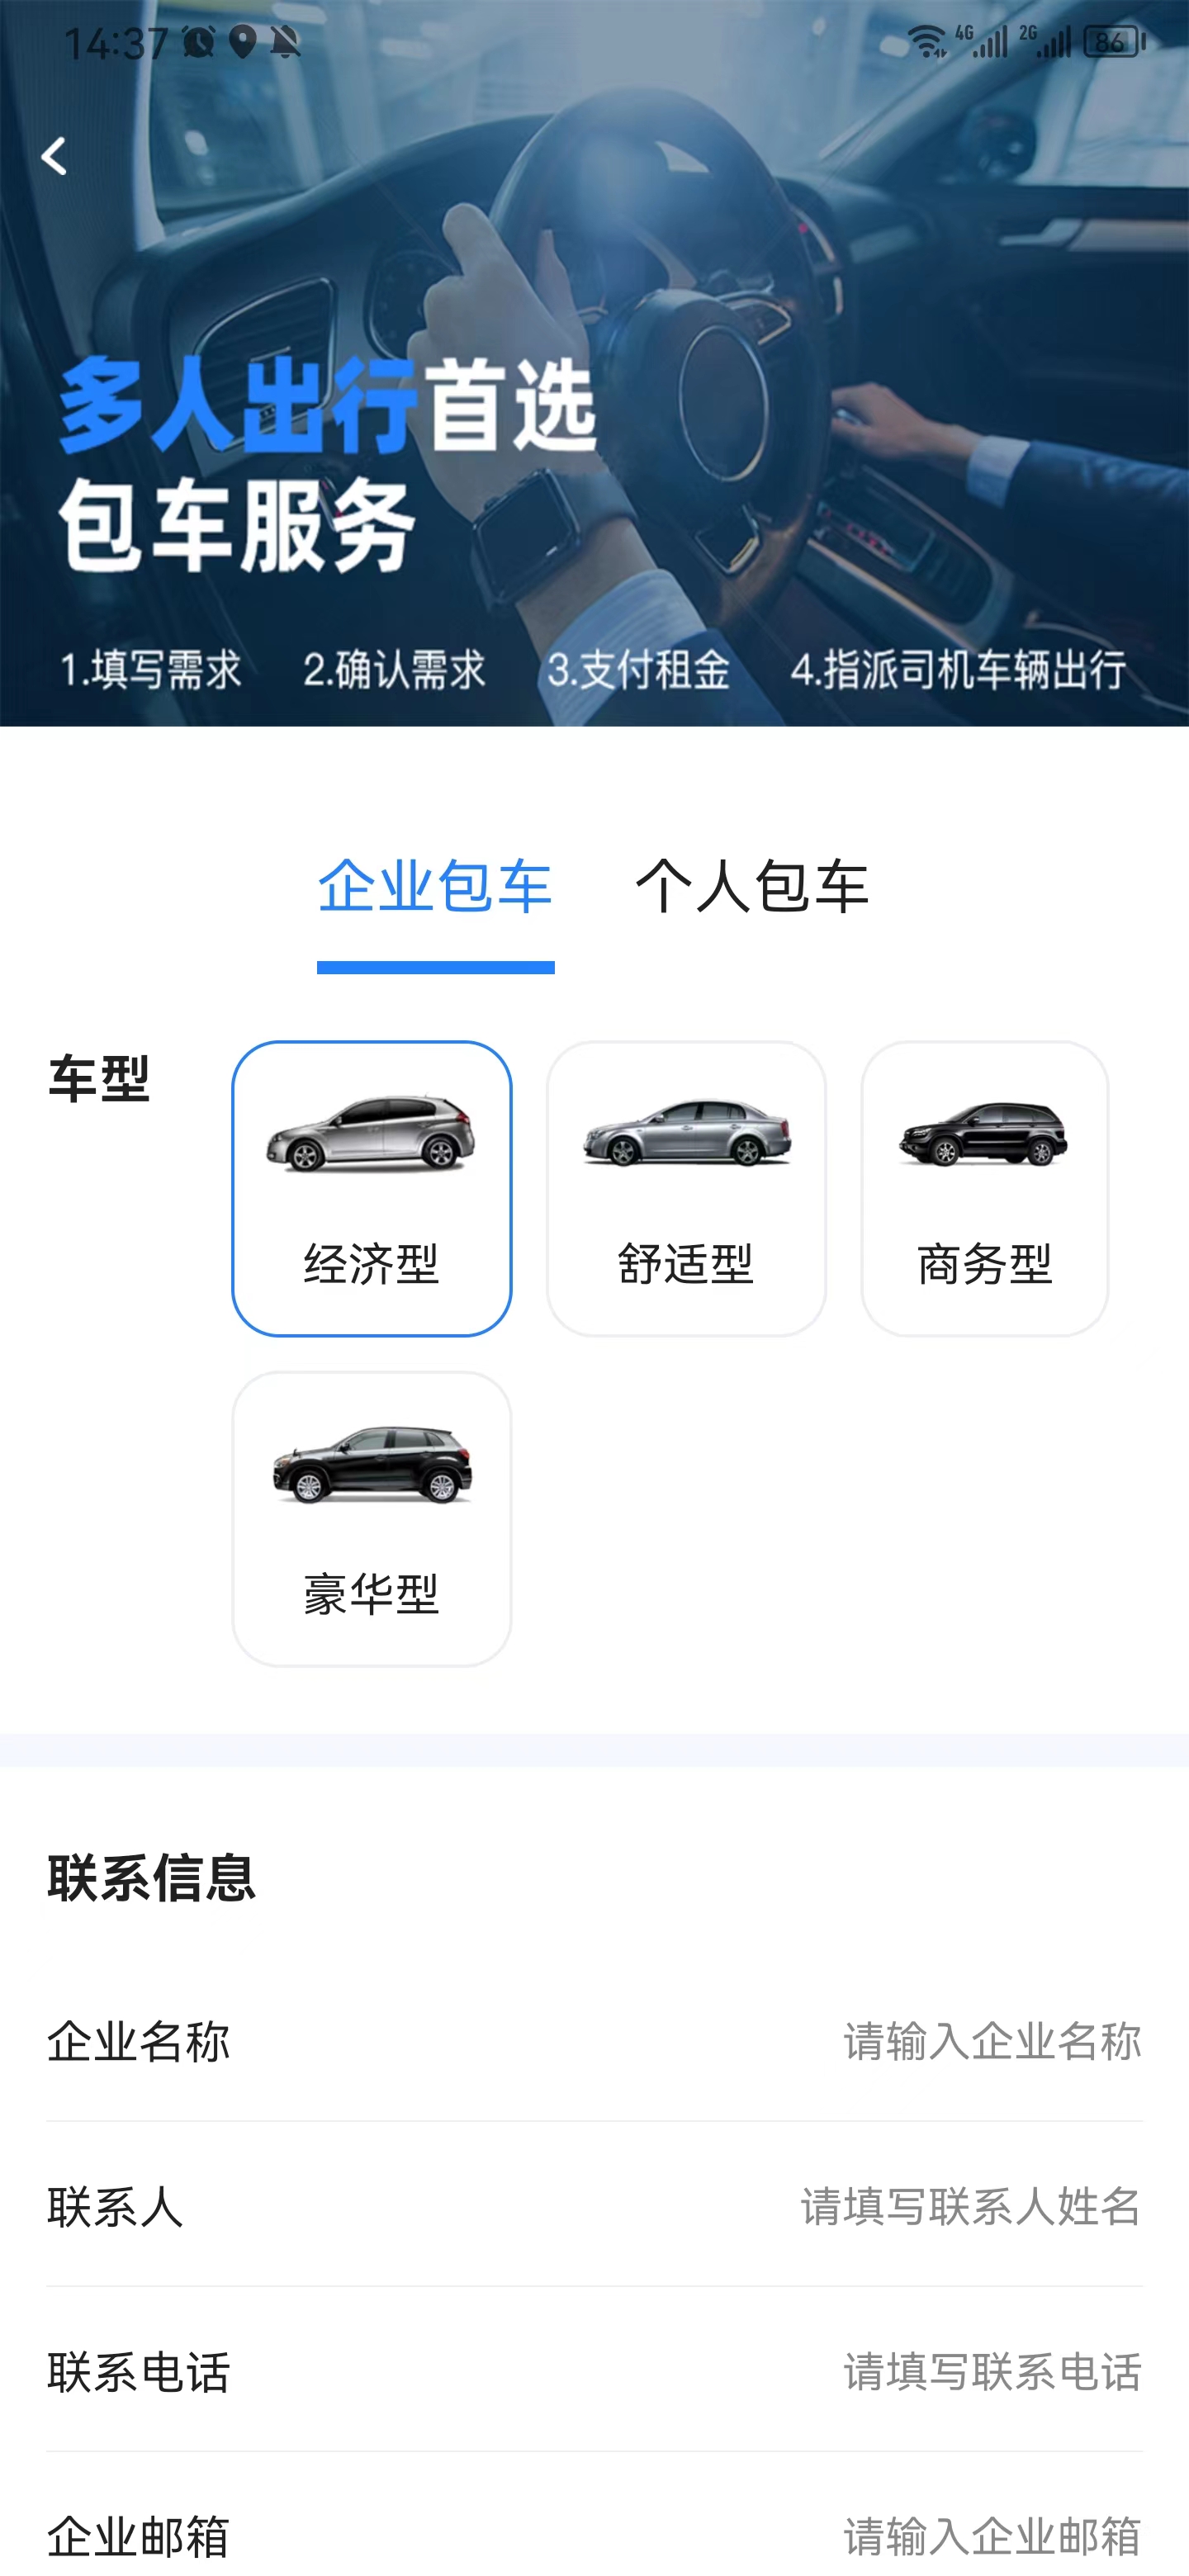 14:37 4G 2G 86
多人出行首选
包车服务
1.填写需求 2.确认需求 3.支付租金 4.指派司机车辆出行
企业包车 个人包车
车型
经济型 舒适型 商务型
豪华型
联系信息
企业名称 请输入企业名称
联系人 请填写联系人姓名
联系电话 请填写联系电话
企业邮箱 请输入企业邮箱